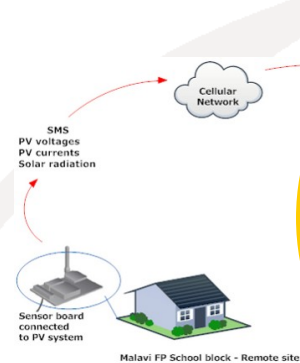 Cellular
Network
SMS
PV voltages
PV currents
Solar radiation
Sensor board
connected
to PV system
Malavi FP School block - Remote site